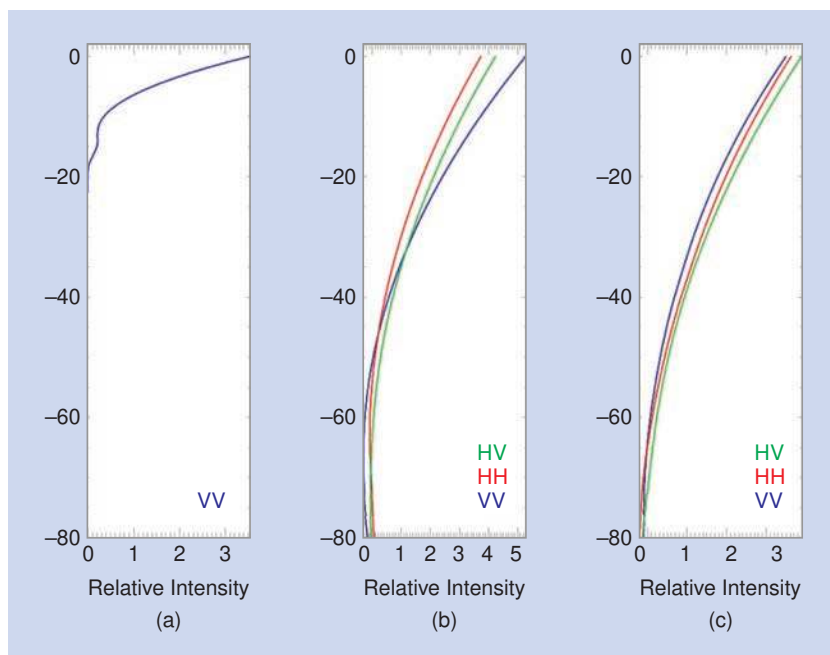 0
–20
–40
–60
–80
VV
0 1 2 3
Relative Intensity
(a)
0
–20
–40
–60
–80
HV
HH
VV
0 1 2 3 4 5
Relative Intensity
(b)
0
–20
–40
–60
–80
HV
HH
VV
0 1 2 3
Relative Intensity
(c)